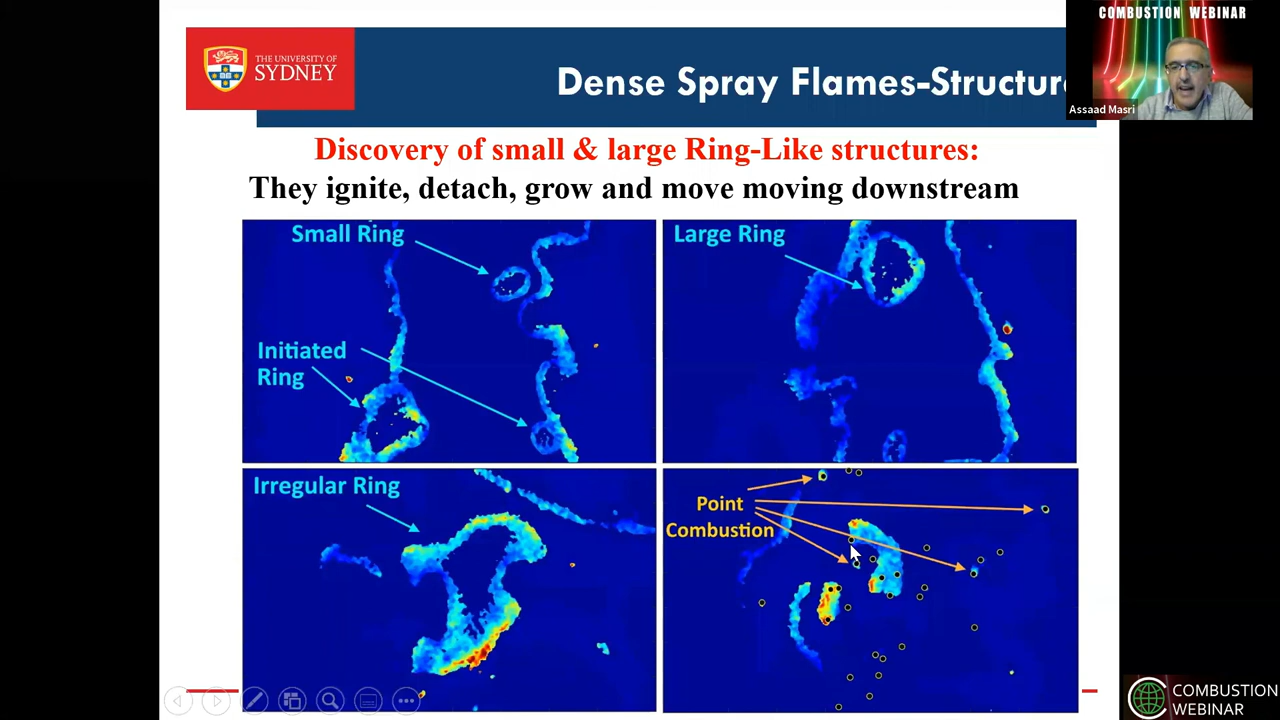 COMBUSTION WEBINAR
Assaad Masri
THE UNIVERSITY OF
SYDNEY
Dense Spray Flames-Structur
Discovery of small & large Ring-Like structures:
They ignite, detach, grow and move moving downstream
Small Ring
Initiated
Ring
Large Ring
Irregular Ring
Point
Combustion
COMBUSTION
WEBINAR